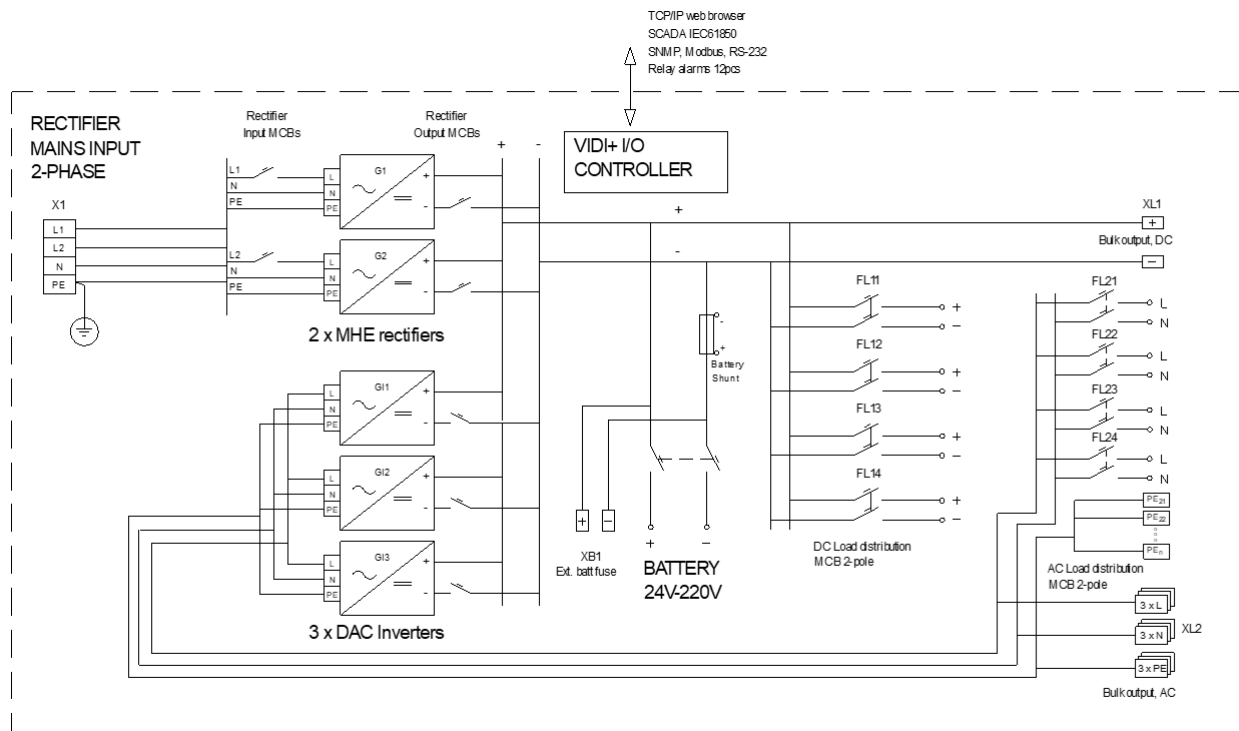 TCP/IP web browser
SCADA IEC61850
SNMP, Modbus, RS-232
Relay alarms 12pcs
RECTIFIER
MAINS INPUT
2-PHASE
Rectifier
Input MCBs
Rectifier
Output MCBs
+ -
VIDI+ I/O
CONTROLLER
X1
L1
L2
N
PE
L1
N
PE
L
N
PE
G1
+
-
L2
N
PE
L
N
PE
G2
+
-
2 x MHE rectifiers
L
N
PE
GI1
+
-
L
N
PE
GI2
+
-
L
N
PE
GI3
+
-
3 x DAC Inverters
+
-
-
+
Battery
Shunt
+ -
XB1
Ext. batt fuse
+ -
BATTERY
24V-220V
FL11
+
-
FL12
+
-
FL13
+
-
FL14
+
-
DC Load distribution
MCB 2-pole
XL1
+
Bulk output, DC
-
FL21
L
N
FL22
L
N
FL23
L
N
FL24
L
N
PE21
PE22
PEn
AC Load distribution
MCB 2-pole
3 x L
3 x N
XL2
3 x PE
Bulk output, AC